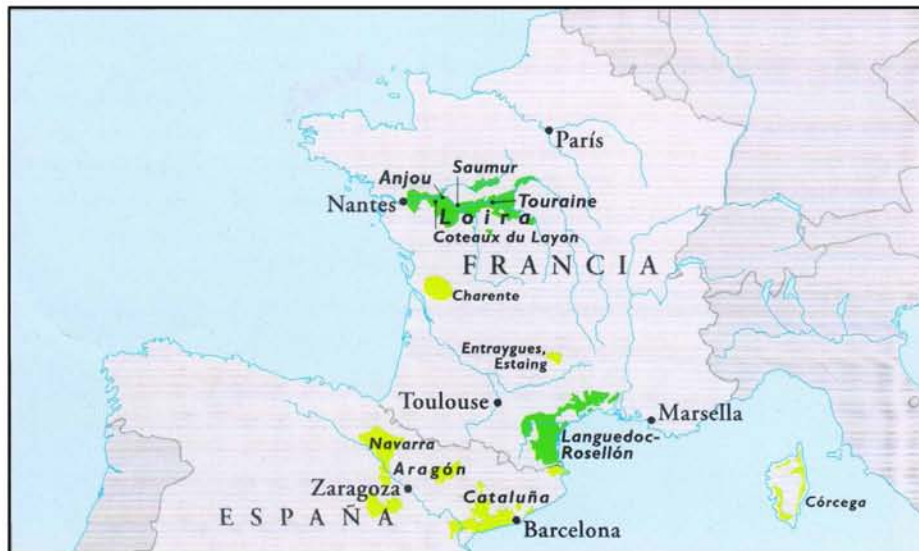 París
Saumur
Anjou
Nantes
Touraine
Loira
Coteaux du Layon
FRANCIA
Charente
Entraygues,
Estaing
Toulouse
Marsella
Languedoc-
Rosellón
Navarra
Aragón
Zaragoza
Cataluña
Córcega
ESPAÑA
Barcelona